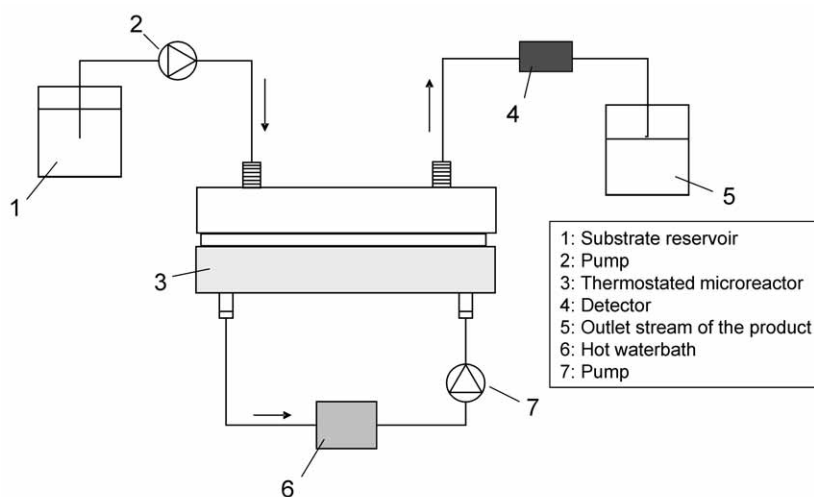 2
1
4
5
3
1: Substrate reservoir
2: Pump
3: Thermostated microreactor
4: Detector
5: Outlet stream of the product
6: Hot waterbath
7: Pump
7
6